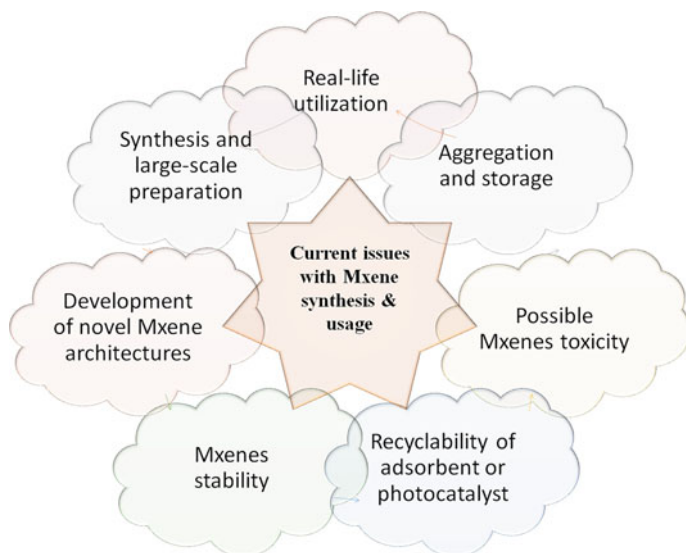 Real-life
utilization
Synthesis and
large-scale
preparation
Aggregation
and storage
Current issues
with Mxene
synthesis &
usage
Development
of novel Mxene
architectures
Possible
Mxenes toxicity
Mxenes
stability
Recyclability of
adsorbent or
photocatalyst